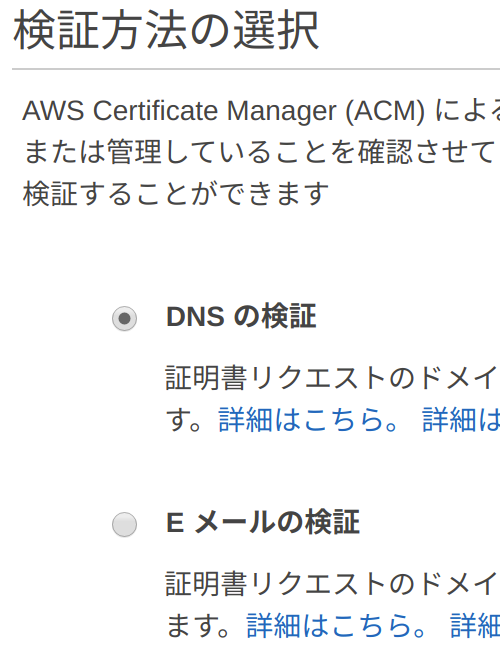 検証方法の選択
AWS Certificate Manager (ACM) による
または管理していることを確認させて
検証することができます
DNS の検証
証明書リクエストのドメイ
す。詳細はこちら。 詳細は
E メールの検証
証明書リクエストのドメイ
ます。詳細はこちら。 詳細